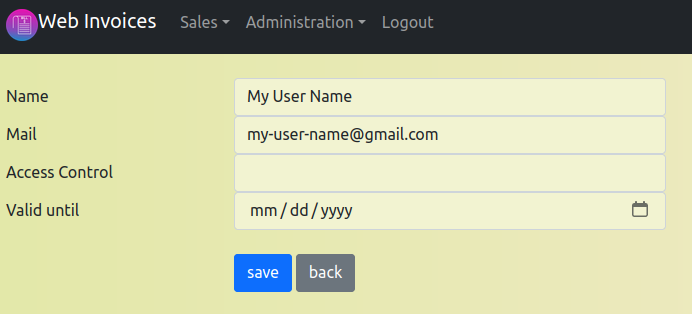 Web Invoices Sales Administration Logout
Name My User Name
Mail my-user-name@gmail.com
Access Control
Valid until mm/dd/yyyy
save back